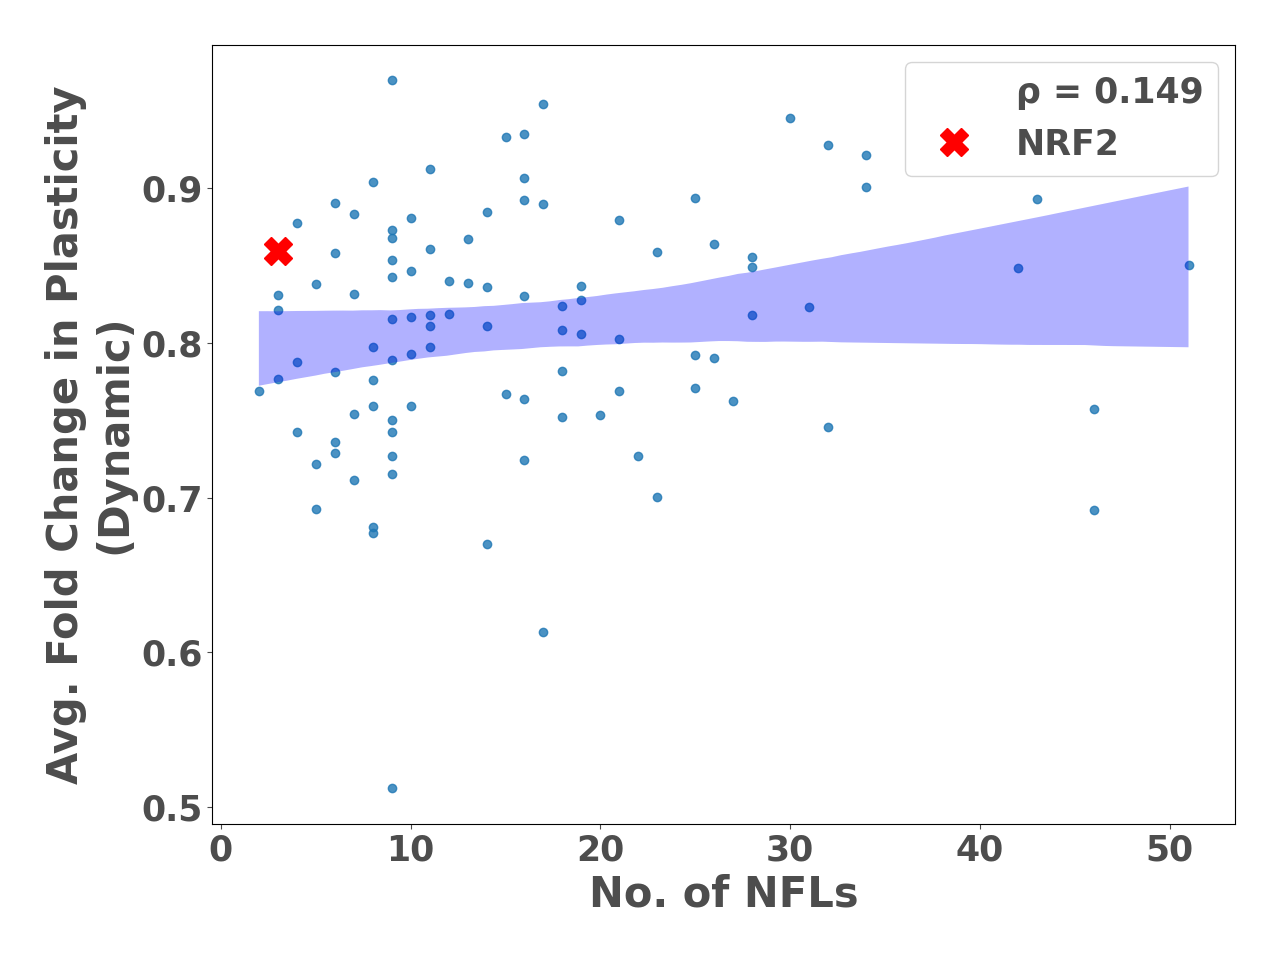 ρ = 0.149
NRF2
Avg. Fold Change in Plasticity
(Dynamic)
0.9
0.8
0.7
0.6
0.5
0 10 20 30 40 50
No. of NFLs